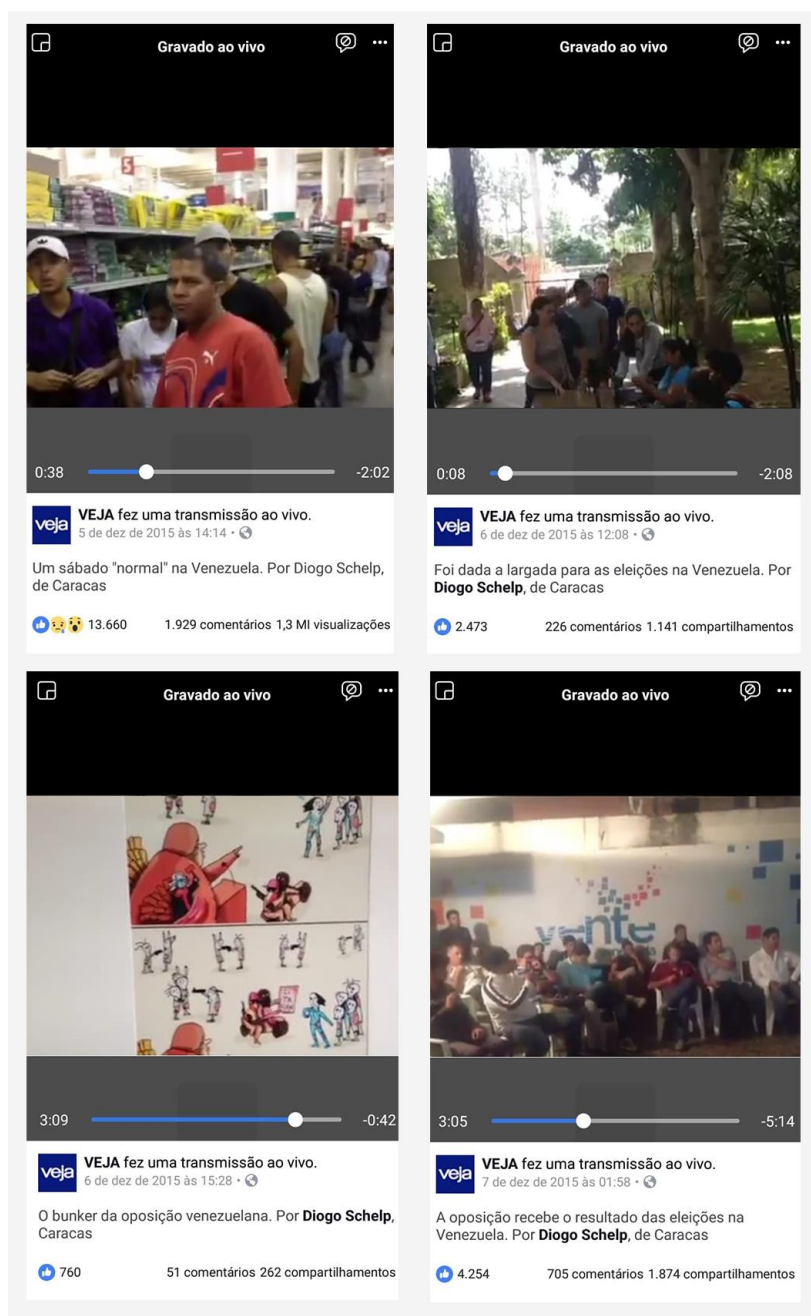 Gravado ao vivo
5
0:38
-2:02
veja
VEJA fez uma transmissão ao vivo.
5 de dez de 2015 às 14:14 •
Um sábado "normal" na Venezuela. Por Diogo Schelp,
de Caracas
13.660
1.929 comentários 1,3 MI visualizações
Gravado ao vivo
0:08
-2:08
veja
VEJA fez uma transmissão ao vivo.
6 de dez de 2015 às 12:08 •
Foi dada a largada para as eleições na Venezuela. Por
Diogo Schelp, de Caracas
2.473
226 comentários 1.141 compartilhamentos
Gravado ao vivo
3:09
-0:42
veja
VEJA fez uma transmissão ao vivo.
6 de dez de 2015 às 15:28 •
O bunker da oposição venezuelana. Por Diogo Schelp,
Caracas
760
51 comentários 262 compartilhamentos
Gravado ao vivo
vente
3:05
-5:14
veja
VEJA fez uma transmissão ao vivo.
7 de dez de 2015 às 01:58 •
A oposição recebe o resultado das eleições na
Venezuela. Por Diogo Schelp, de Caracas
4.254
705 comentários 1.874 compartilhamentos